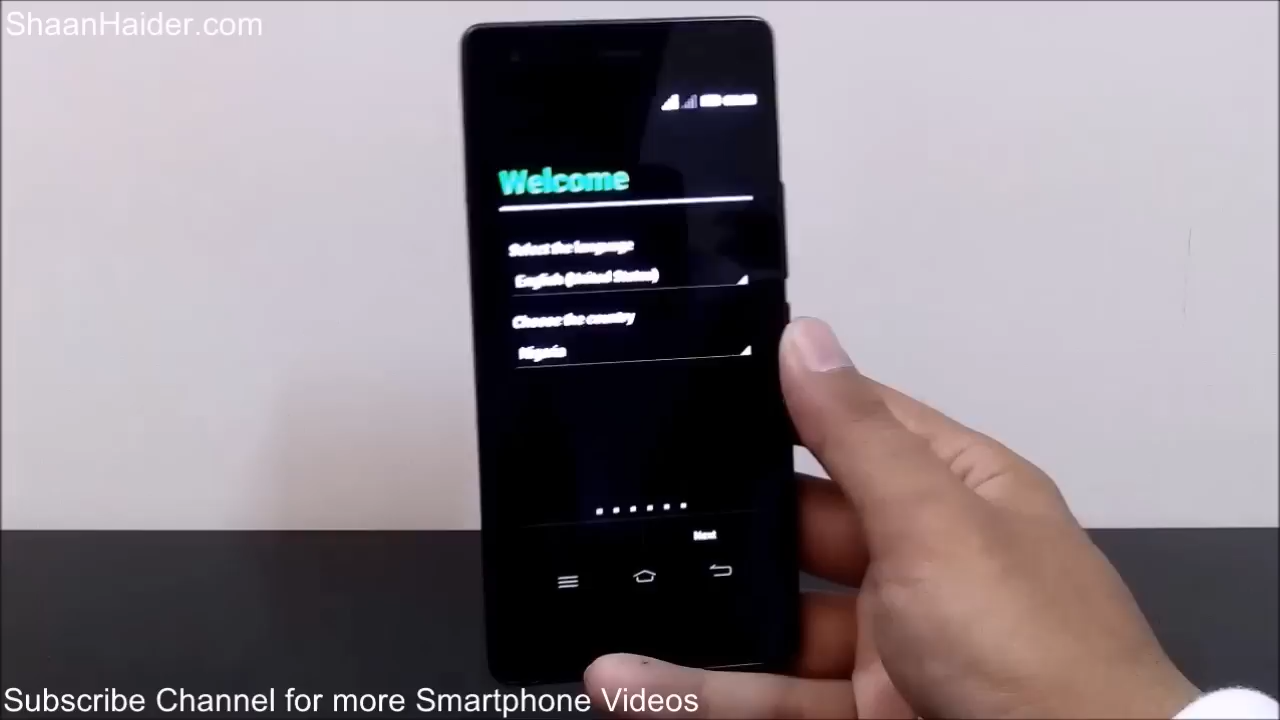 ShaanHaider.com
Welcome
Select the language
English (United States)
Choose the country
Nigeria
Next
Subscribe Channel for more Smartphone Videos